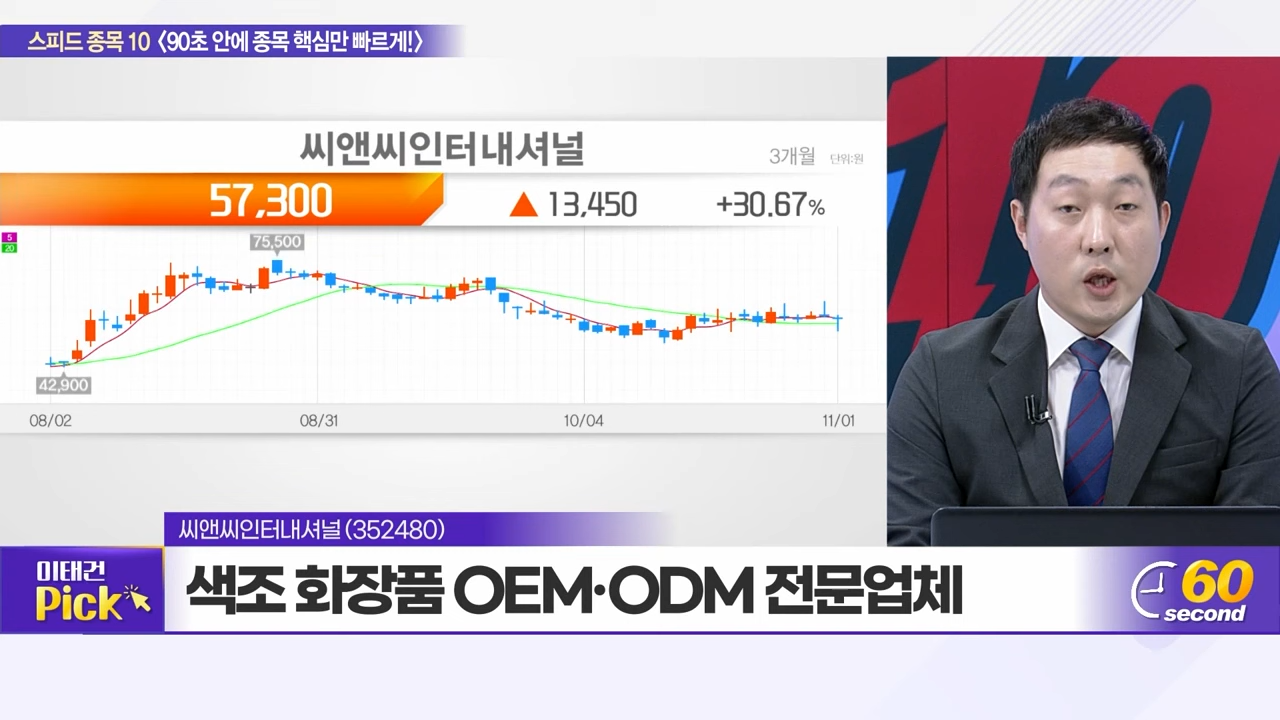 스피드 종목 10 〈90초 안에 종목 핵심만 빠르게!〉
씨앤씨인터내셔널
3개월 단위:원
57,300 ▲ 13,450 +30.67%
5
20
75,500
42,900
08/02 08/31 10/04 11/01
씨앤씨인터내셔널 (352480)
이태건
Pick
색조 화장품 OEM·ODM 전문업체
60
second